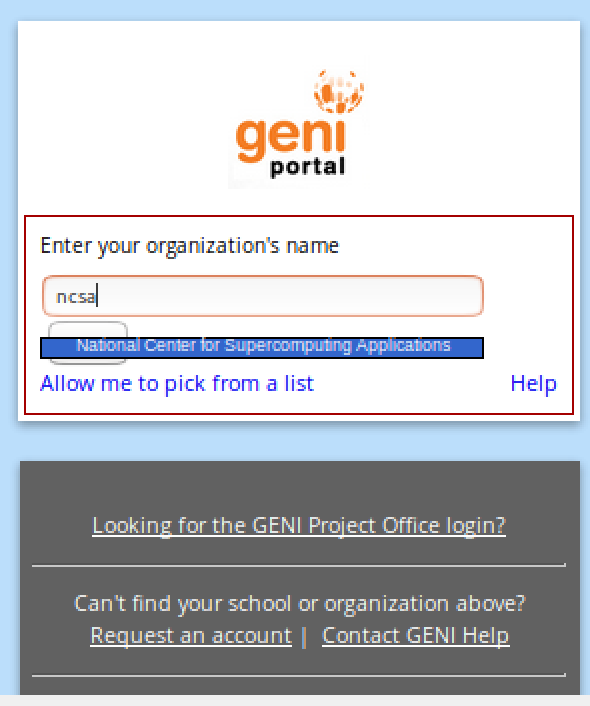 geni
portal
Enter your organization's name
ncsa
National Center for Supercomputing Applications
Allow me to pick from a list Help
Looking for the GENI Project Office login?
Can't find your school or organization above?
Request an account | Contact GENI Help